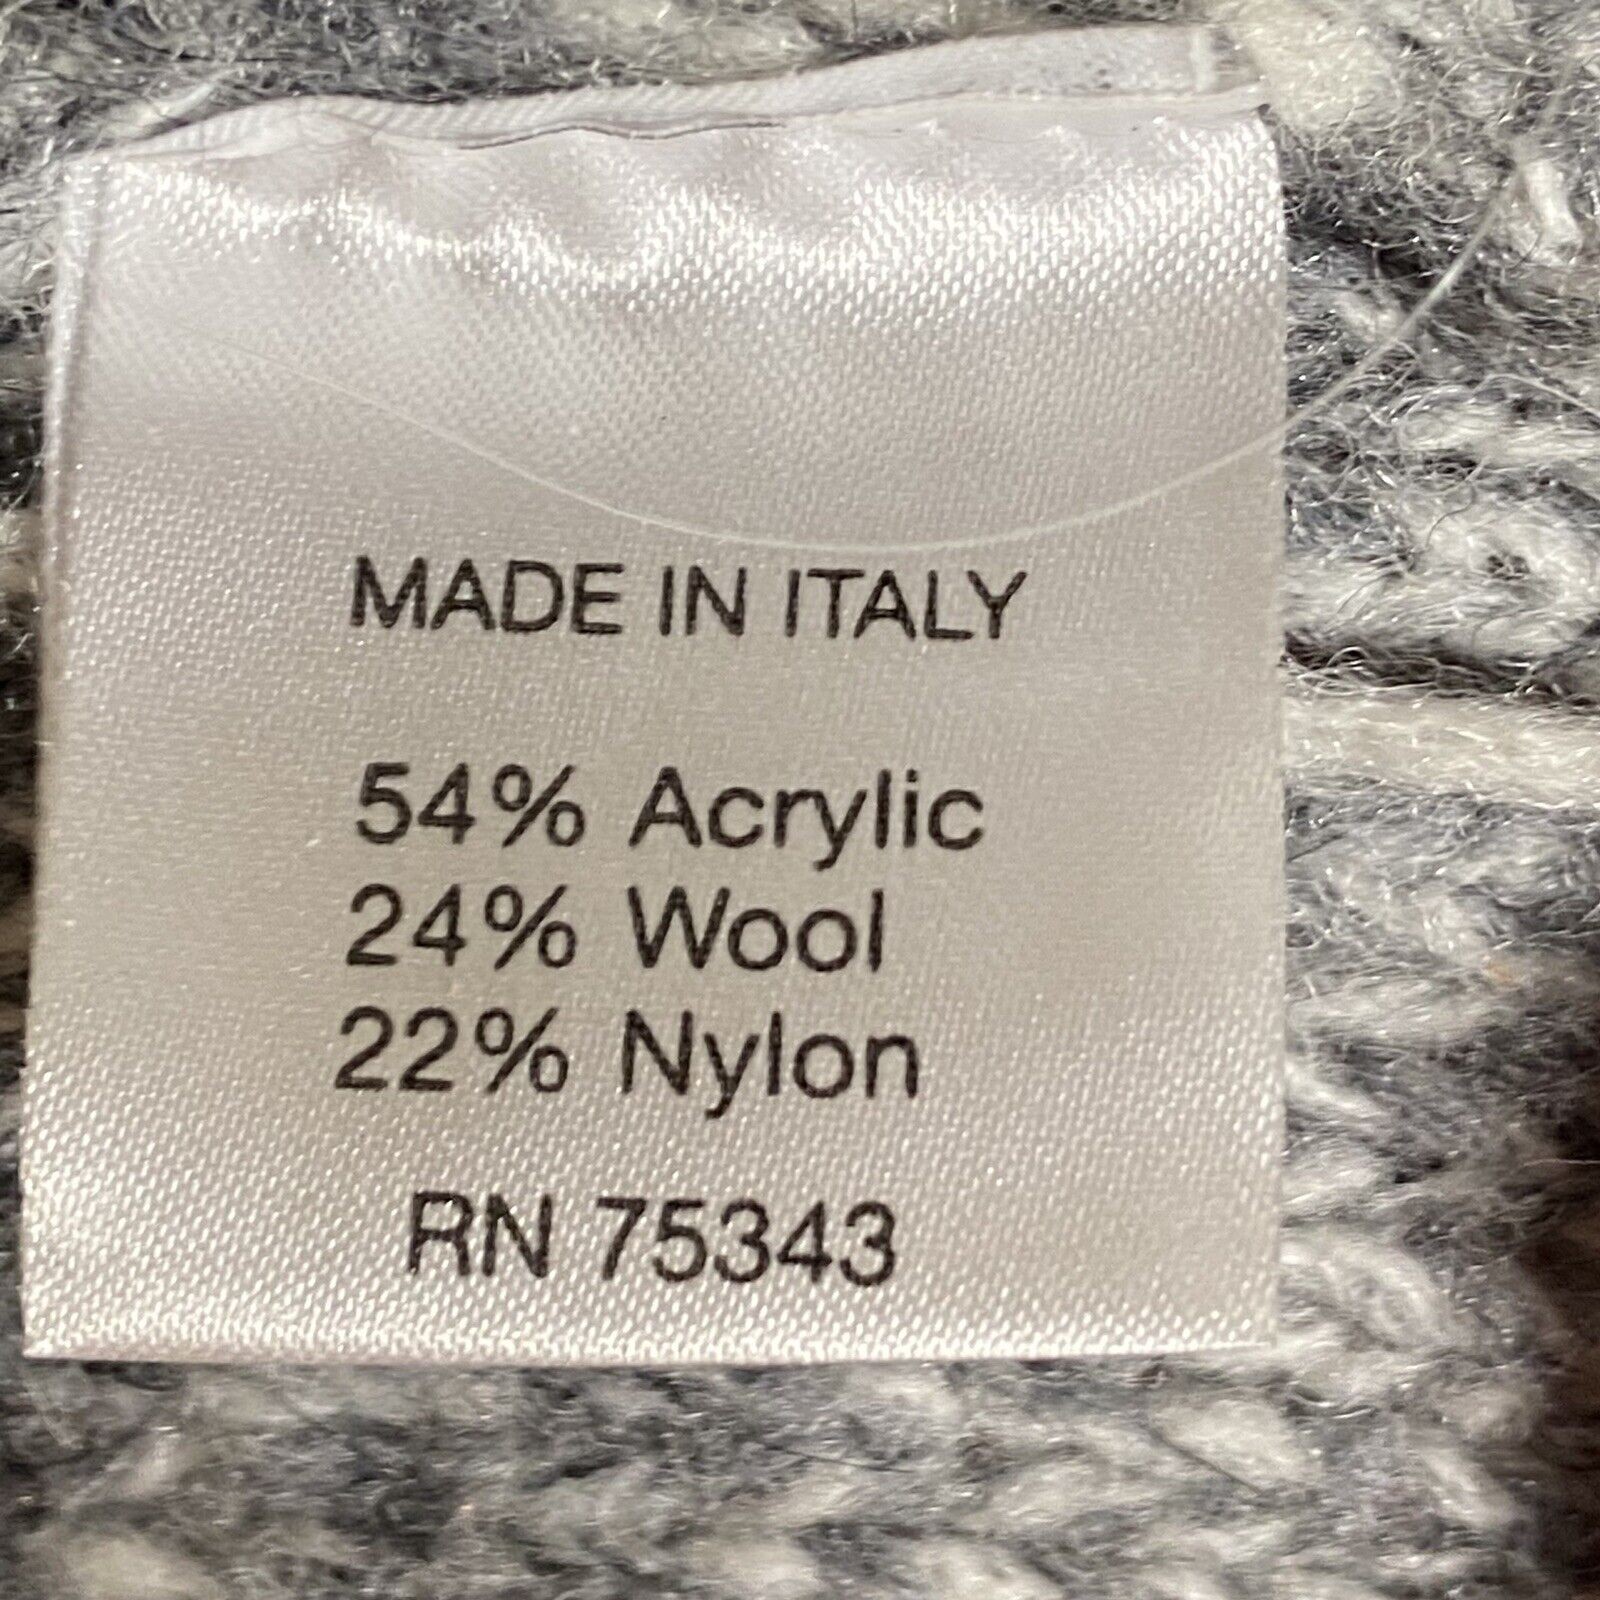 MADE IN ITALY
54% Acrylic
24% Wool
22% Nylon
RN 75343